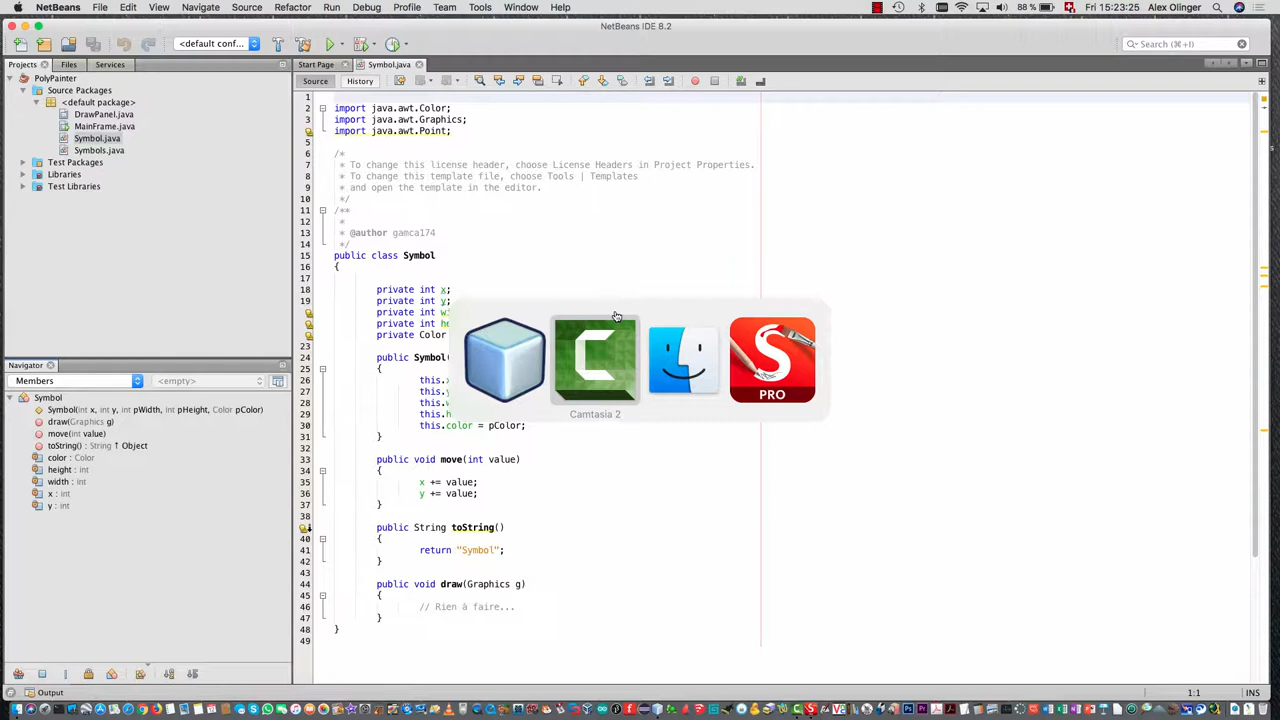 NetBeans File Edit View Navigate Source Refactor Run Debug Profile Team Tools Window Help 88 % Fri 15:23:25 Alex Olinger
NetBeans IDE 8.2
<default conf... Search (⌘+I)
Projects Files Services Start Page Symbol.java
PolyPainter
Source Packages
<default package>
DrawPanel.java
MainFrame.java
Symbol.java
Symbols.java
Test Packages
Libraries
Test Libraries
Source History
1
2 import java.awt.Color;
3 import java.awt.Graphics;
import java.awt.Point;
5
6 /*
7 * To change this license header, choose License Headers in Project Properties.
8 * To change this template file, choose Tools | Templates
9 * and open the template in the editor.
10 */
11 /**
12 *
13 * @author gamca174
14 */
15 public class Symbol
16 {
17
18 private int x;
19 private int y;
20 private int wi
21 private int he
22 private Color
23
24 public Symbol(
25 {
26 this.x
27 this.y
28 this.w
29 this.h
30 this.color = pColor;
31 }
32
33 public void move(int value)
34 {
35 x += value;
36 y += value;
37 }
38
public String toString()
40 {
41 return "Symbol";
42 }
43
44 public void draw(Graphics g)
45 {
46 // Rien à faire...
47 }
48 }
49
PRO
Camtasia 2
Navigator
Members <empty>
Symbol
Symbol(int x, int y, int pWidth, int pHeight, Color pColor)
draw(Graphics g)
move(int value)
toString() : String ↑ Object
color : Color
height : int
width : int
x : int
y : int
Output 1:1 INS